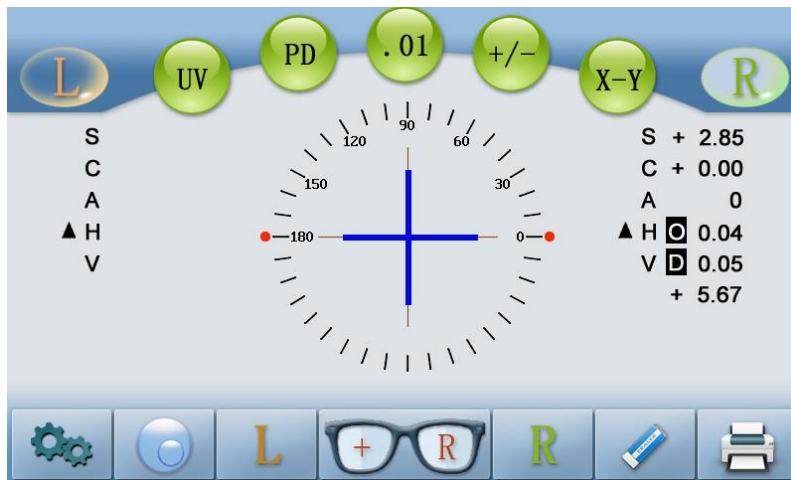 L UV PD .01 +/- X-Y R
S
C
A
▲ H
V
90
120 60
150 30
180 0
S + 2.85
C + 0.00
A 0
▲ H O 0.04
V D 0.05
+ 5.67
L + R R